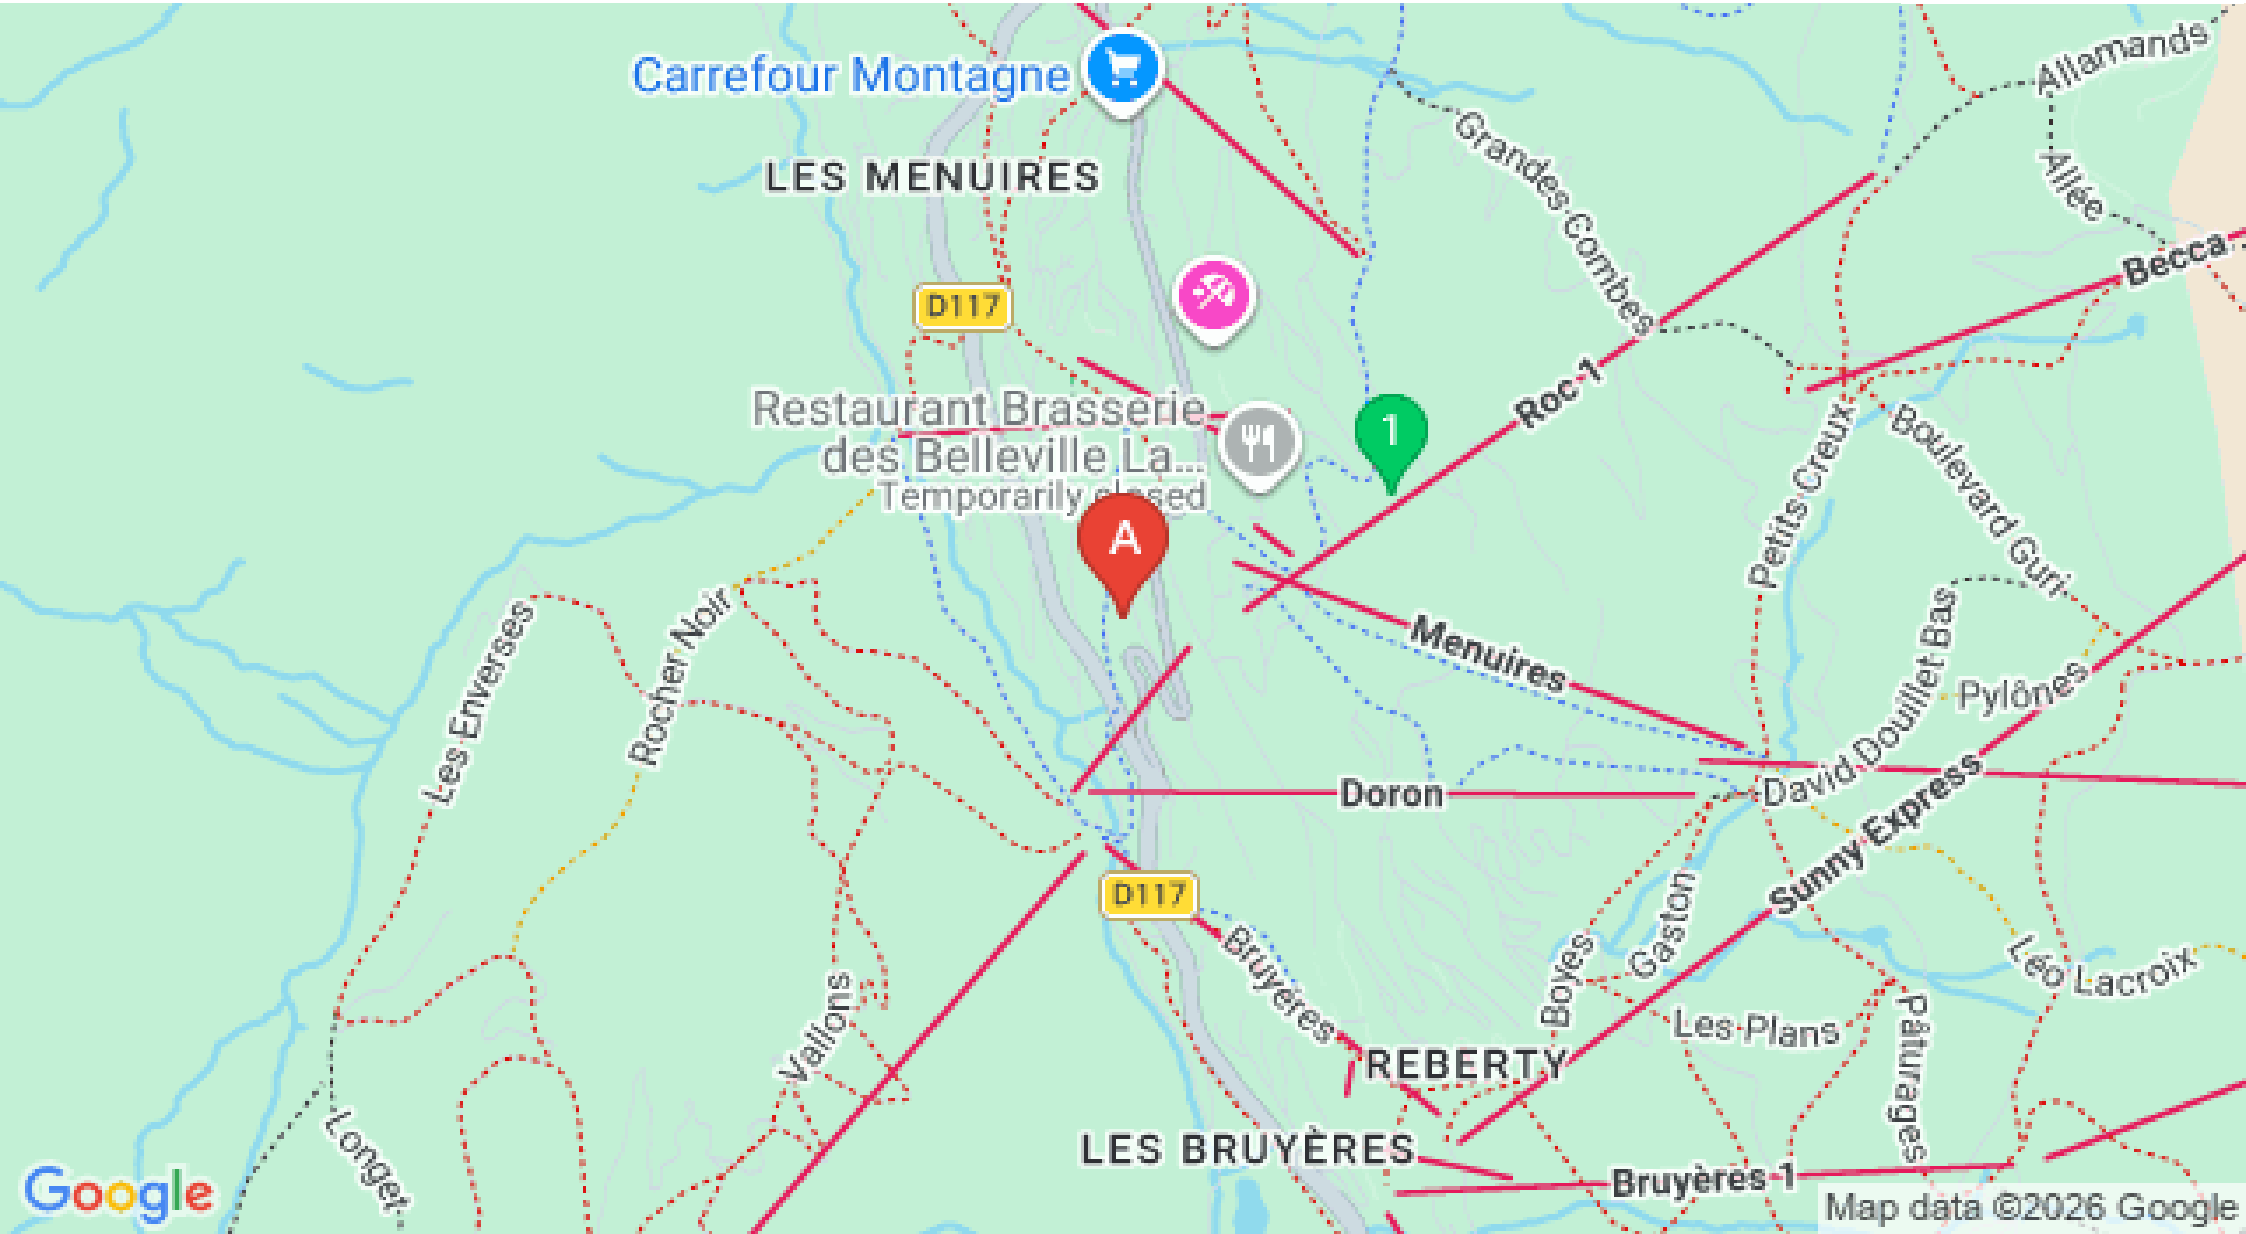 Allamands
Carrefour Montagne
Grandes Combes
LES MENUIRES
Allée
Becca
D117
Roc 1
Restaurant Brasserie
des Belleville La...
Temporarily closed
1
A
Petits Creux
Boulevard Guri
Les Enverses
Rocher Noir
Menuires
David Douillet Bas
Pylônes
Doron
Sunny Express
D117
Bruyères
Gaston
Boyes
Léo Lacroix
Vallons
Les Plans
Pâturages
REBERTY
LES BRUYÈRES
Longet
Bruyères 1
Google
Map data ©2026 Google